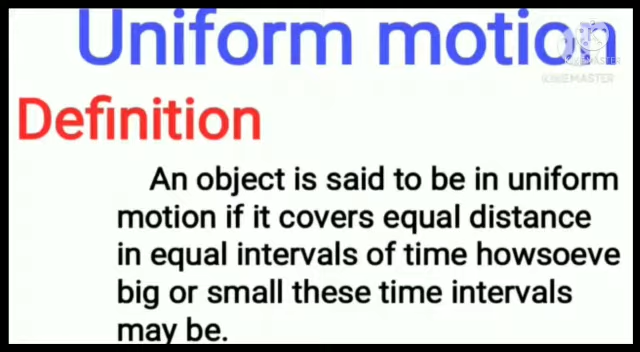 Uniform motion
KINEMASTER
Definition
An object is said to be in uniform
motion if it covers equal distance
in equal intervals of time howsoeve
big or small these time intervals
may be.